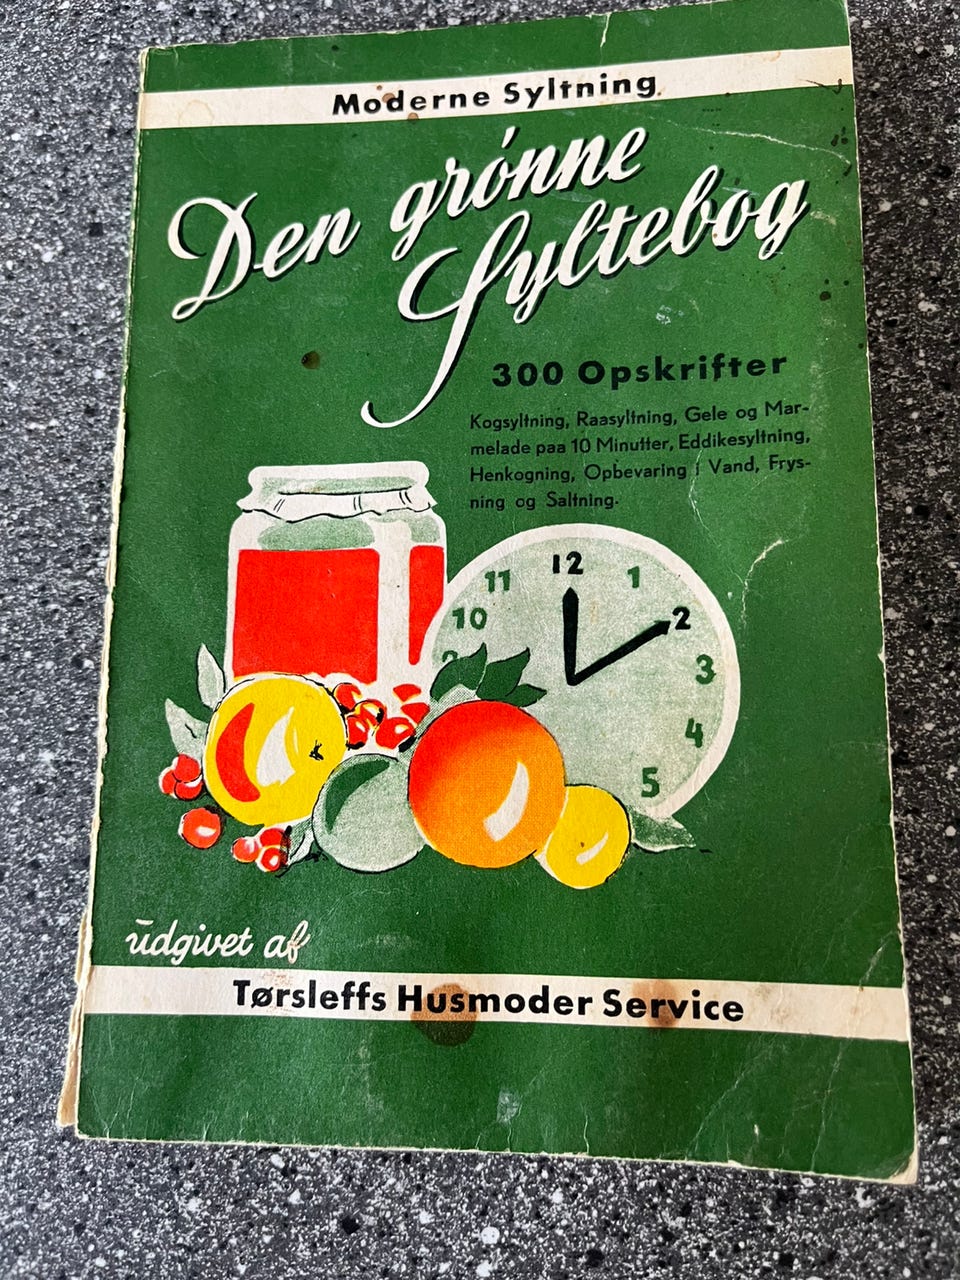 Moderne Syltning
Den grønne
Syltebog
300 Opskrifter
Kogsyltning, Raasyltning, Gele og Mar-
melade paa 10 Minutter, Eddikesyltning,
Henkogning, Opbevaring i Vand, Frys-
ning og Saltning.
12
11
1
10
2
3
4
5
udgivet af
Tørsleffs Husmoder Service